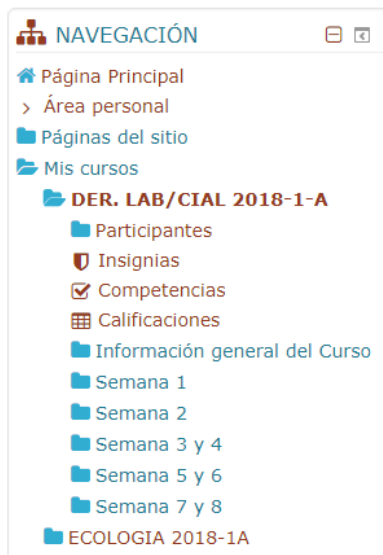 NAVEGACIÓN
Página Principal
Área personal
Páginas del sitio
Mis cursos
DER. LAB/CIAL 2018-1-A
Participantes
Insignias
Competencias
Calificaciones
Información general del Curso
Semana 1
Semana 2
Semana 3 y 4
Semana 5 y 6
Semana 7 y 8
ECOLOGIA 2018-1A